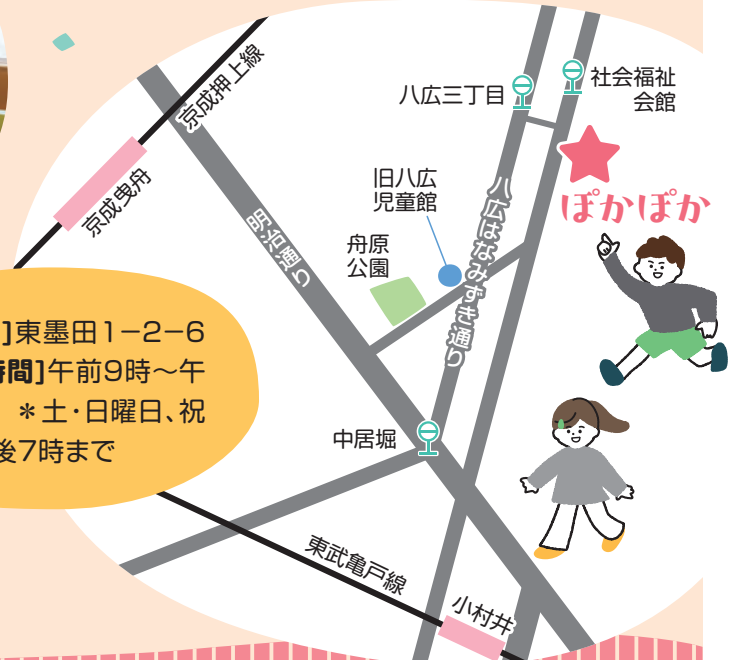 京成押上線
京成曳舟
明治通り
八広三丁目
社会福祉
会館
ぽかぽか
旧八広
児童館
舟原
公園
八広はなみずき通り
中居堀
東武亀戸線
小村井
]東墨田1−2−6
時間]午前9時〜午
＊土・日曜日、祝
後7時まで